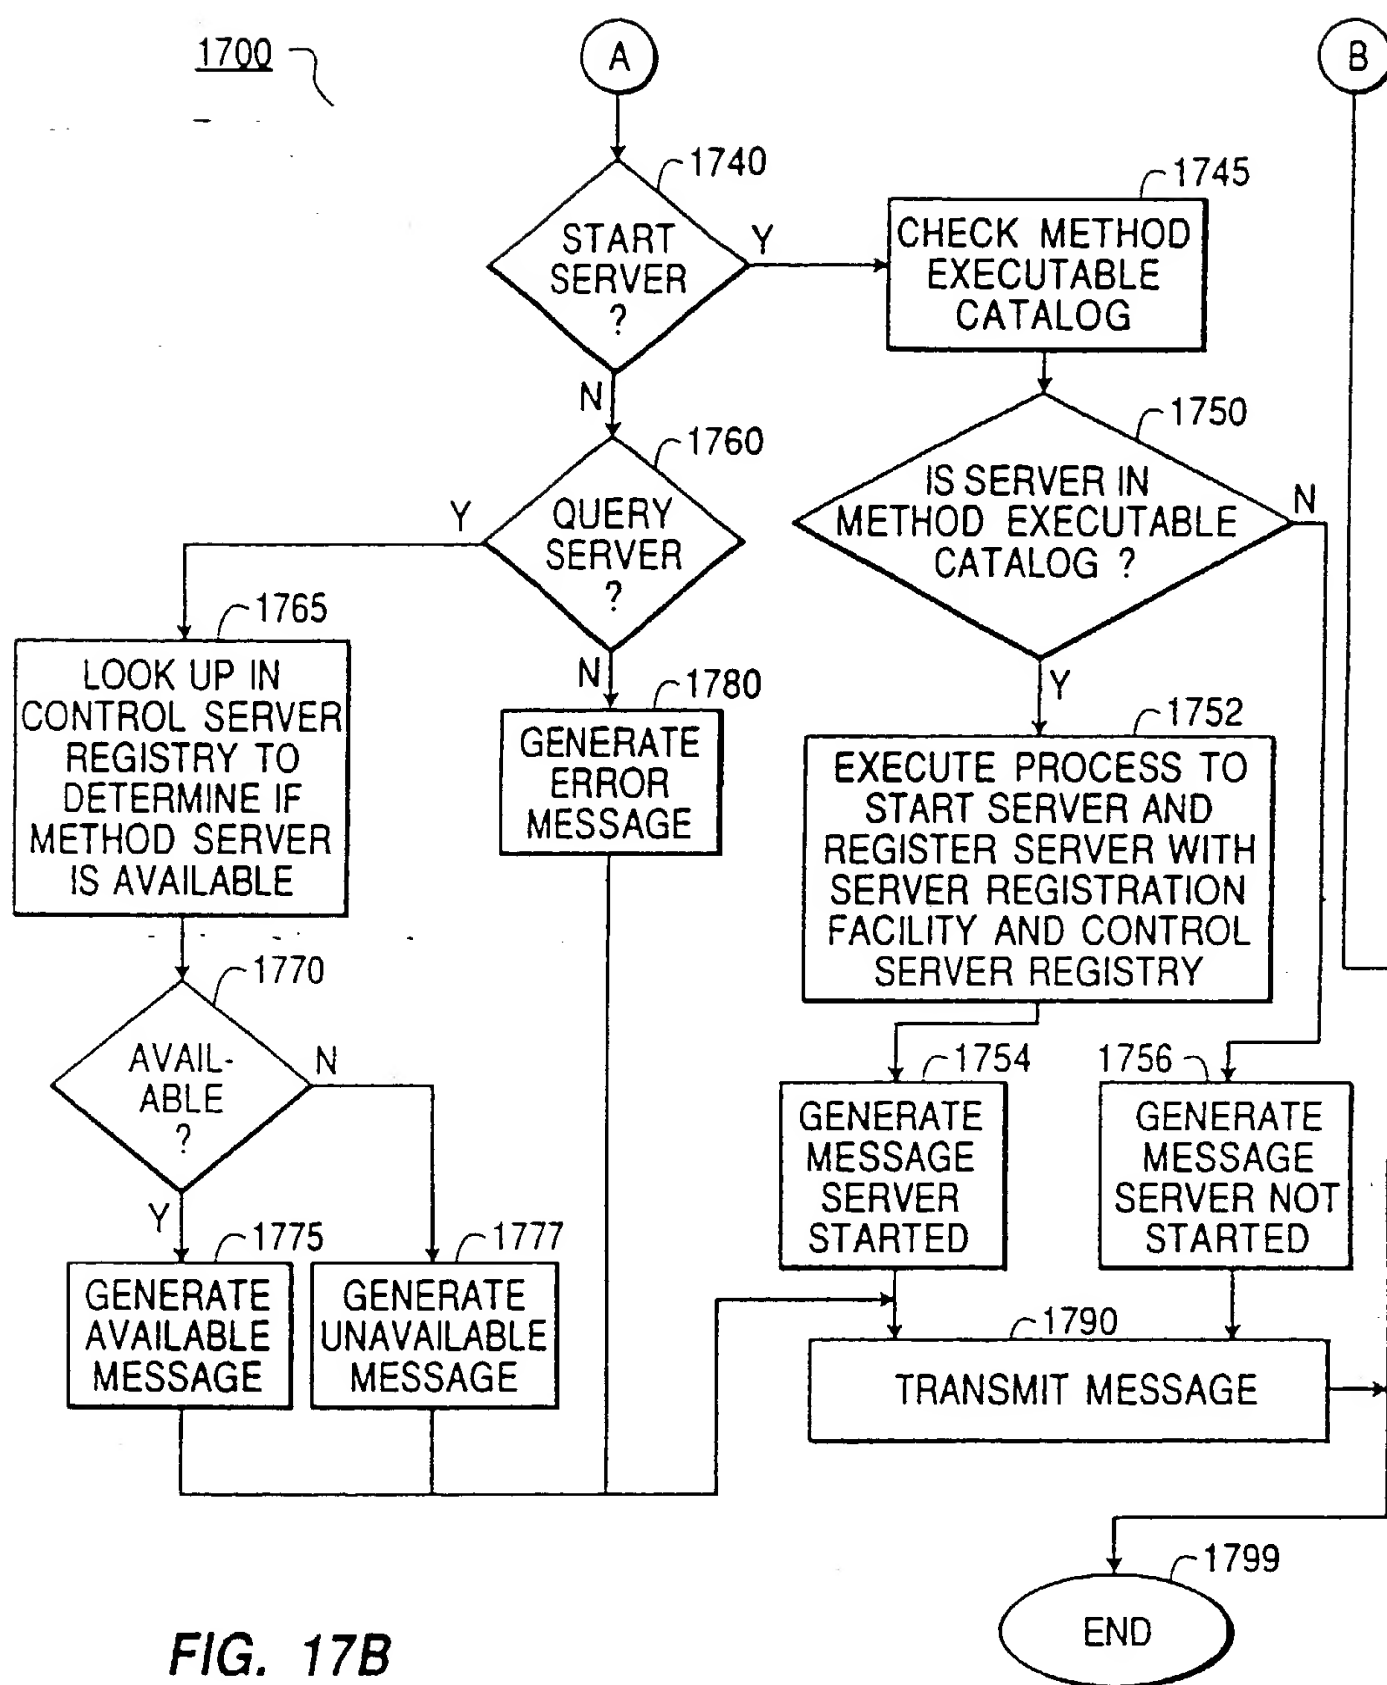 1700
A
B
1740
START
SERVER
?
Y
N
1745
CHECK METHOD
EXECUTABLE
CATALOG
1750
IS SERVER IN
METHOD EXECUTABLE
CATALOG ?
N
Y
1760
QUERY
SERVER
?
Y
N
1765
LOOK UP IN
CONTROL SERVER
REGISTRY TO
DETERMINE IF
METHOD SERVER
IS AVAILABLE
1780
GENERATE
ERROR
MESSAGE
1752
EXECUTE PROCESS TO
START SERVER AND
REGISTER SERVER WITH
SERVER REGISTRATION
FACILITY AND CONTROL
SERVER REGISTRY
1770
AVAIL-
ABLE
?
N
Y
1754
GENERATE
MESSAGE
SERVER
STARTED
1756
GENERATE
MESSAGE
SERVER NOT
STARTED
1775
GENERATE
AVAILABLE
MESSAGE
1777
GENERATE
UNAVAILABLE
MESSAGE
1790
TRANSMIT MESSAGE
1799
END
FIG. 17B